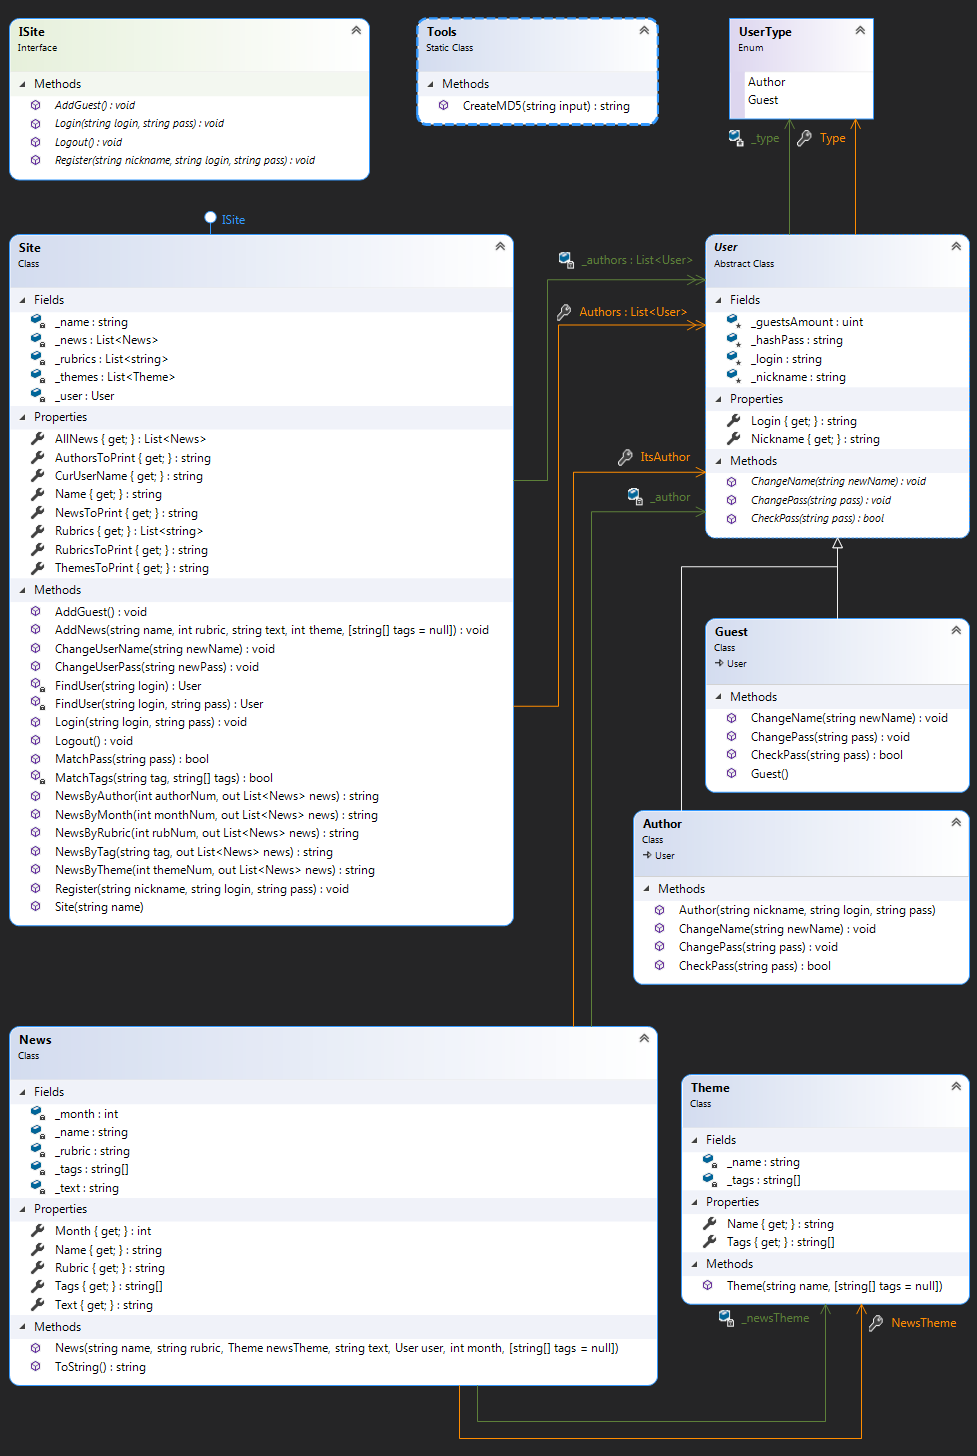 ISite
Interface
Methods
AddGuest() : void
Login(string login, string pass) : void
Logout() : void
Register(string nickname, string login, string pass) : void
Tools
Static Class
Methods
CreateMD5(string input) : string
UserType
Enum
Author
Guest
_type
Type
ISite
Site
Class
Fields
_name : string
_news : List<News>
_rubrics : List<string>
_themes : List<Theme>
_user : User
Properties
AllNews { get; } : List<News>
AuthorsToPrint { get; } : string
CurUserName { get; } : string
Name { get; } : string
NewsToPrint { get; } : string
Rubrics { get; } : List<string>
RubricsToPrint { get; } : string
ThemesToPrint { get; } : string
Methods
AddGuest() : void
AddNews(string name, int rubric, string text, int theme, [string[] tags = null]) : void
ChangeUserName(string newName) : void
ChangeUserPass(string newPass) : void
FindUser(string login) : User
FindUser(string login, string pass) : User
Login(string login, string pass) : void
Logout() : void
MatchPass(string pass) : bool
MatchTags(string tag, string[] tags) : bool
NewsByAuthor(int authorNum, out List<News> news) : string
NewsByMonth(int monthNum, out List<News> news) : string
NewsByRubric(int rubNum, out List<News> news) : string
NewsByTag(string tag, out List<News> news) : string
NewsByTheme(int themeNum, out List<News> news) : string
Register(string nickname, string login, string pass) : void
Site(string name)
_authors : List<User>
Authors : List<User>
ItsAuthor
_author
User
Abstract Class
Fields
_guestsAmount : uint
_hashPass : string
_login : string
_nickname : string
Properties
Login { get; } : string
Nickname { get; } : string
Methods
ChangeName(string newName) : void
ChangePass(string pass) : void
CheckPass(string pass) : bool
Guest
Class
User
Methods
ChangeName(string newName) : void
ChangePass(string pass) : void
CheckPass(string pass) : bool
Guest()
Author
Class
User
Methods
Author(string nickname, string login, string pass)
ChangeName(string newName) : void
ChangePass(string pass) : void
CheckPass(string pass) : bool
News
Class
Fields
_month : int
_name : string
_rubric : string
_tags : string[]
_text : string
Properties
Month { get; } : int
Name { get; } : string
Rubric { get; } : string
Tags { get; } : string[]
Text { get; } : string
Methods
News(string name, string rubric, Theme newsTheme, string text, User user, int month, [string[] tags = null])
ToString() : string
Theme
Class
Fields
_name : string
_tags : string[]
Properties
Name { get; } : string
Tags { get; } : string[]
Methods
Theme(string name, [string[] tags = null])
_newsTheme
NewsTheme